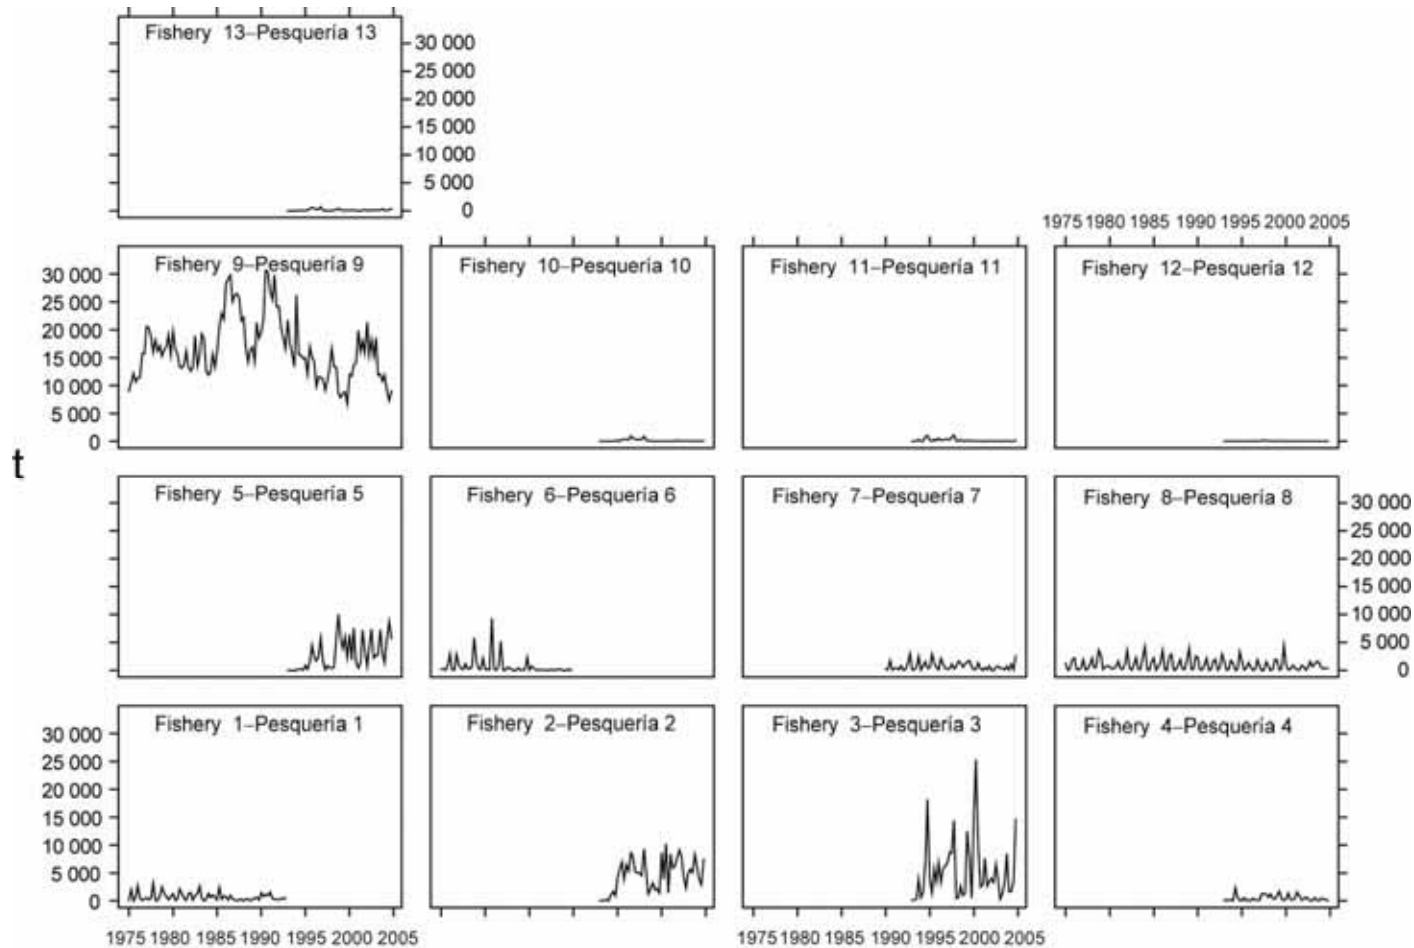 Fishery 13–Pesquería 13
30 000
25 000
20 000
15 000
10 000
5 000
0
1975 1980 1985 1990 1995 2000 2005
Fishery 9–Pesquería 9
Fishery 10–Pesquería 10
Fishery 11–Pesquería 11
Fishery 12–Pesquería 12
30 000
25 000
20 000
15 000
10 000
5 000
0
t
Fishery 5–Pesquería 5
Fishery 6–Pesquería 6
Fishery 7–Pesquería 7
Fishery 8–Pesquería 8
30 000
25 000
20 000
15 000
10 000
5 000
0
Fishery 1–Pesquería 1
Fishery 2–Pesquería 2
Fishery 3–Pesquería 3
Fishery 4–Pesquería 4
30 000
25 000
20 000
15 000
10 000
5 000
0
1975 1980 1985 1990 1995 2000 2005
1975 1980 1985 1990 1995 2000 2005